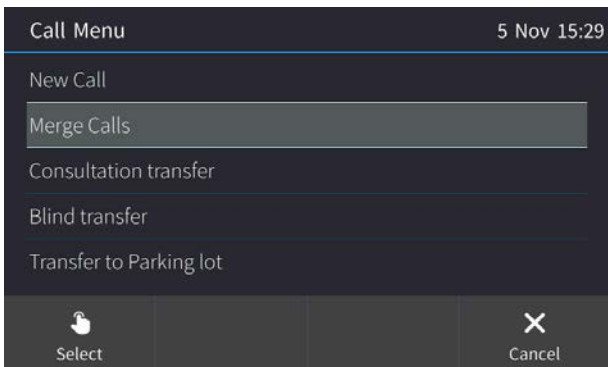 Call Menu 5 Nov 15:29
New Call
Merge Calls
Consultation transfer
Blind transfer
Transfer to Parking lot
Select Cancel